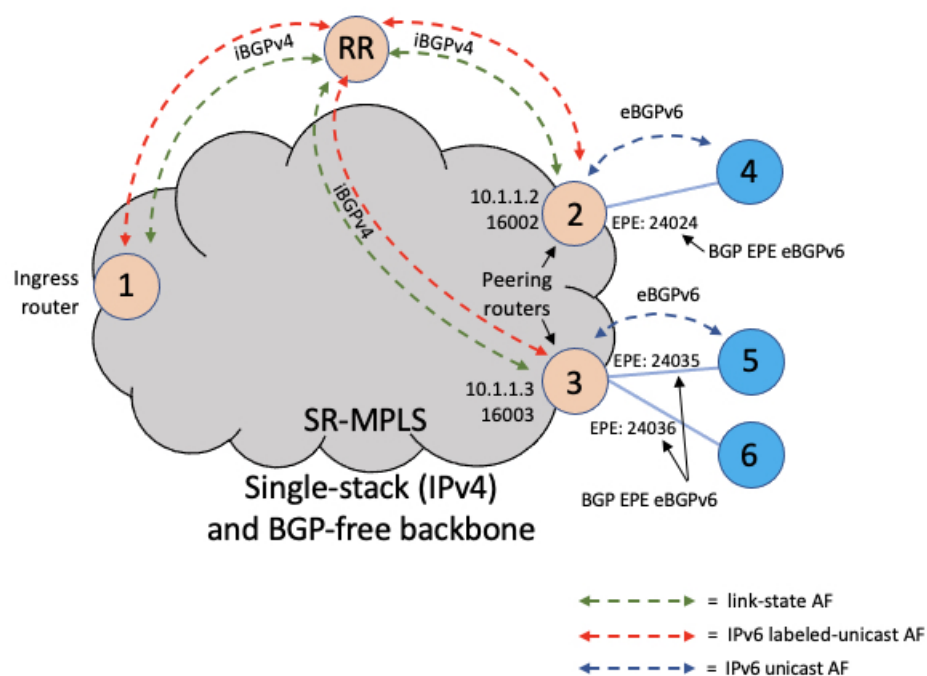 iBGPv4
RR
iBGPv4
eBGPv6
4
10.1.1.2
16002
2
EPE: 24024
BGP EPE eBGPv6
iBGPv4
Ingress
router
1
Peering
routers
eBGPv6
EPE: 24035
5
10.1.1.3
16003
3
EPE: 24036
6
SR-MPLS
BGP EPE eBGPv6
Single-stack (IPv4)
and BGP-free backbone
= link-state AF
= IPv6 labeled-unicast AF
= IPv6 unicast AF